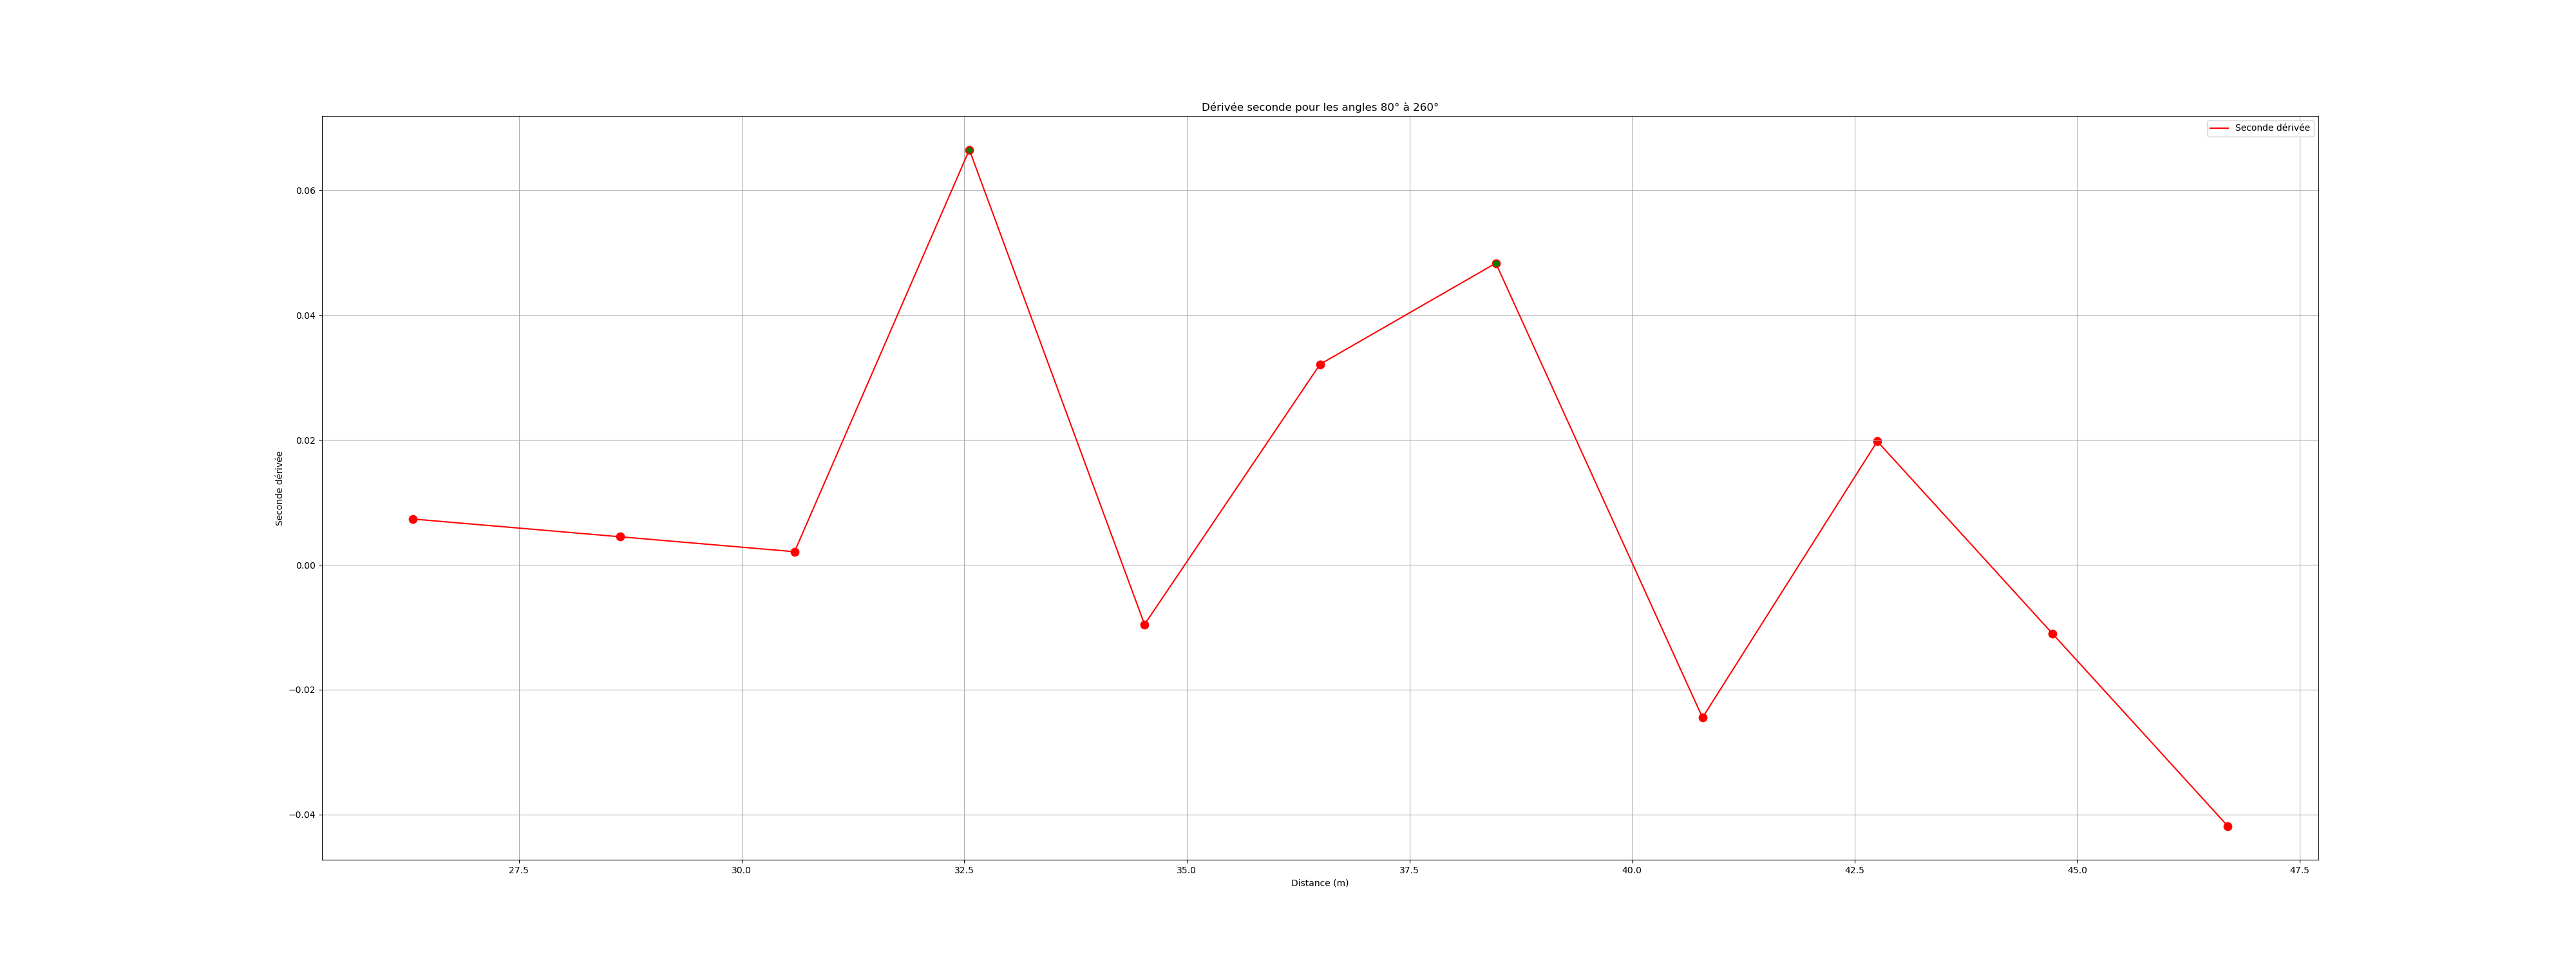 Dérivée seconde pour les angles 80° à 260°
Seconde dérivée
0.06
0.04
0.02
0.00
−0.02
−0.04
Seconde dérivée
27.5 30.0 32.5 35.0 37.5 40.0 42.5 45.0 47.5
Distance (m)